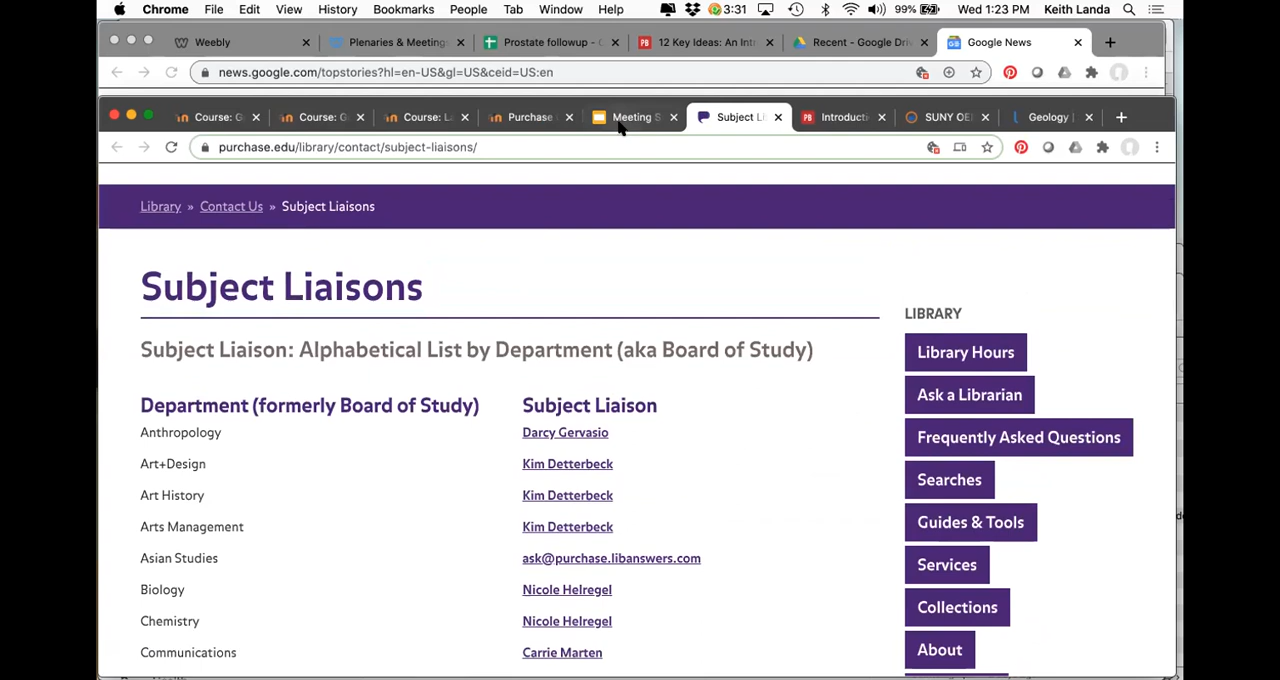 Chrome File Edit View History Bookmarks People Tab Window Help 3:31 99% Wed 1:23 PM Keith Landa
Weebly Plenaries & Meeting Prostate followup - G 12 Key Ideas: An Intr Recent - Google Driv Google News
news.google.com/topstories?hl=en-US&gl=US&ceid=US:en
Course: G Course: G Course: L Purchase Meeting S Subject Li Introducti SUNY OE Geology
purchase.edu/library/contact/subject-liaisons/
Library » Contact Us » Subject Liaisons
Subject Liaisons
Subject Liaison: Alphabetical List by Department (aka Board of Study)
Department (formerly Board of Study) Subject Liaison
Anthropology Darcy Gervasio
Art+Design Kim Detterbeck
Art History Kim Detterbeck
Arts Management Kim Detterbeck
Asian Studies ask@purchase.libanswers.com
Biology Nicole Helregel
Chemistry Nicole Helregel
Communications Carrie Marten
LIBRARY
Library Hours
Ask a Librarian
Frequently Asked Questions
Searches
Guides & Tools
Services
Collections
About